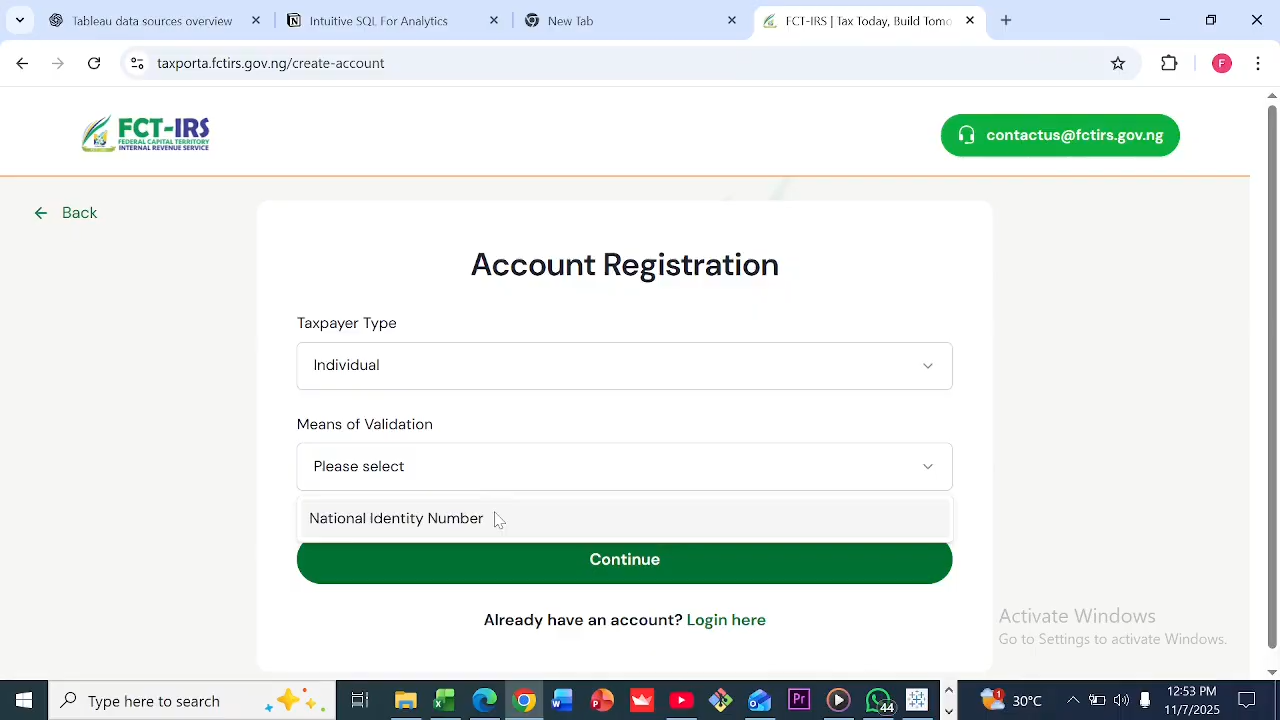 Tableau data sources overview
Intuitive SQL For Analytics
New Tab
FCT-IRS | Tax Today, Build Tomo
taxporta.fctirs.gov.ng/create-account
F
FCT-IRS
FEDERAL CAPITAL TERRITORY
INTERNAL REVENUE SERVICE
contactus@fctirs.gov.ng
Back
Account Registration
Taxpayer Type
Individual
Means of Validation
Please select
National Identity Number
Continue
Already have an account? Login here
Activate Windows
Go to Settings to activate Windows.
Type here to search
44
30°C
12:53 PM
11/7/2025